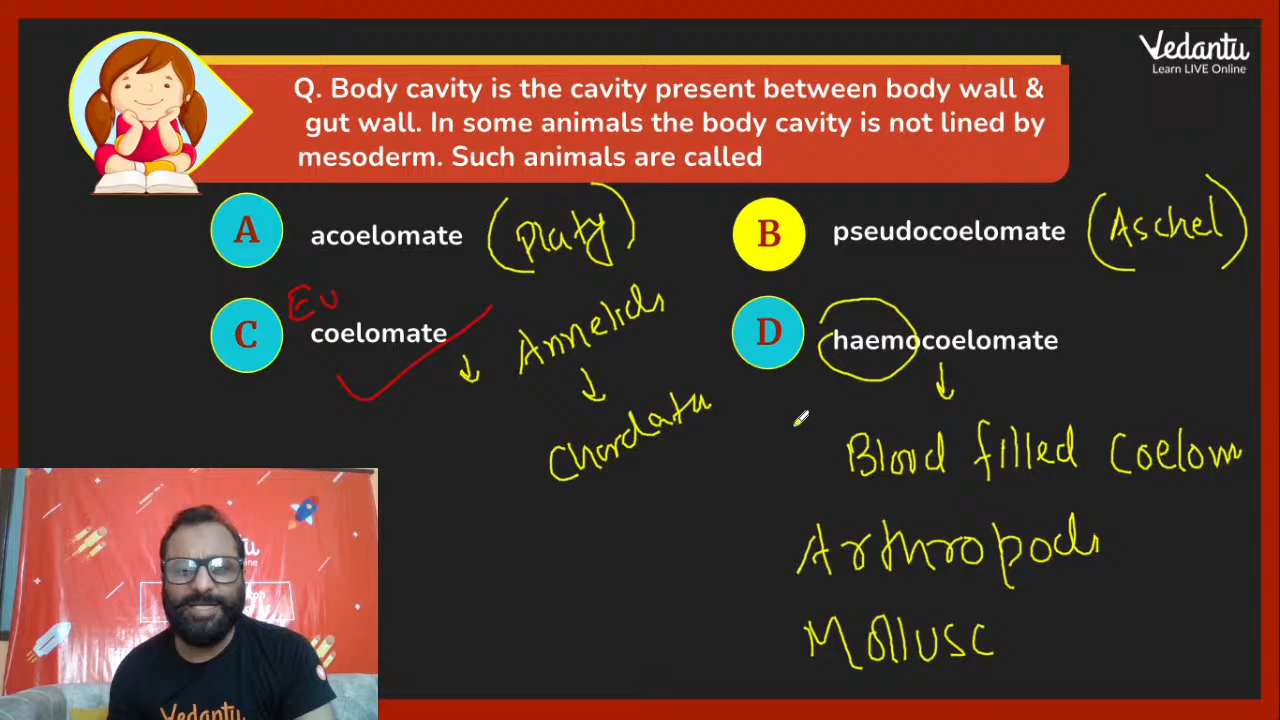 Vedantu
Learn LIVE Online
Q. Body cavity is the cavity present between body wall &
gut wall. In some animals the body cavity is not lined by
mesoderm. Such animals are called
A acoelomate (Platy)
B pseudocoelomate (Aschel)
Eu
C coelomate
Annelids
Chordata
D haemocoelomate
Blood filled Coelom
Arthropods
Mollusc
Vedantu